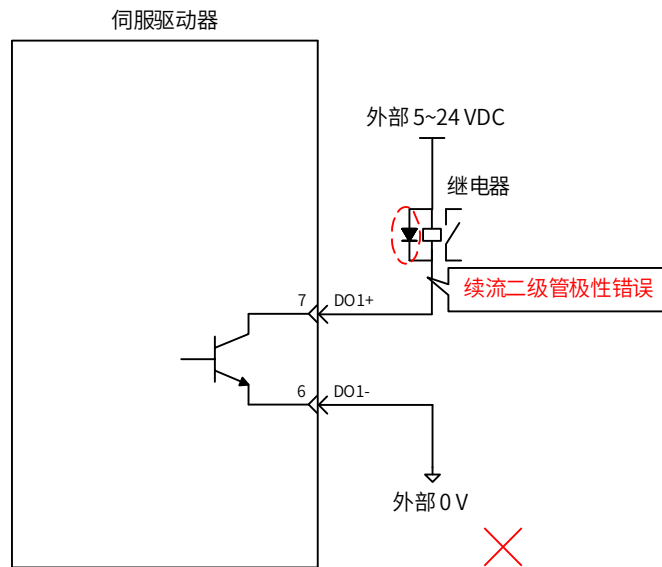 伺服驱动器
外部 5~24 VDC
继电器
续流二级管极性错误
7 DO1+
6 DO1-
外部 0 V